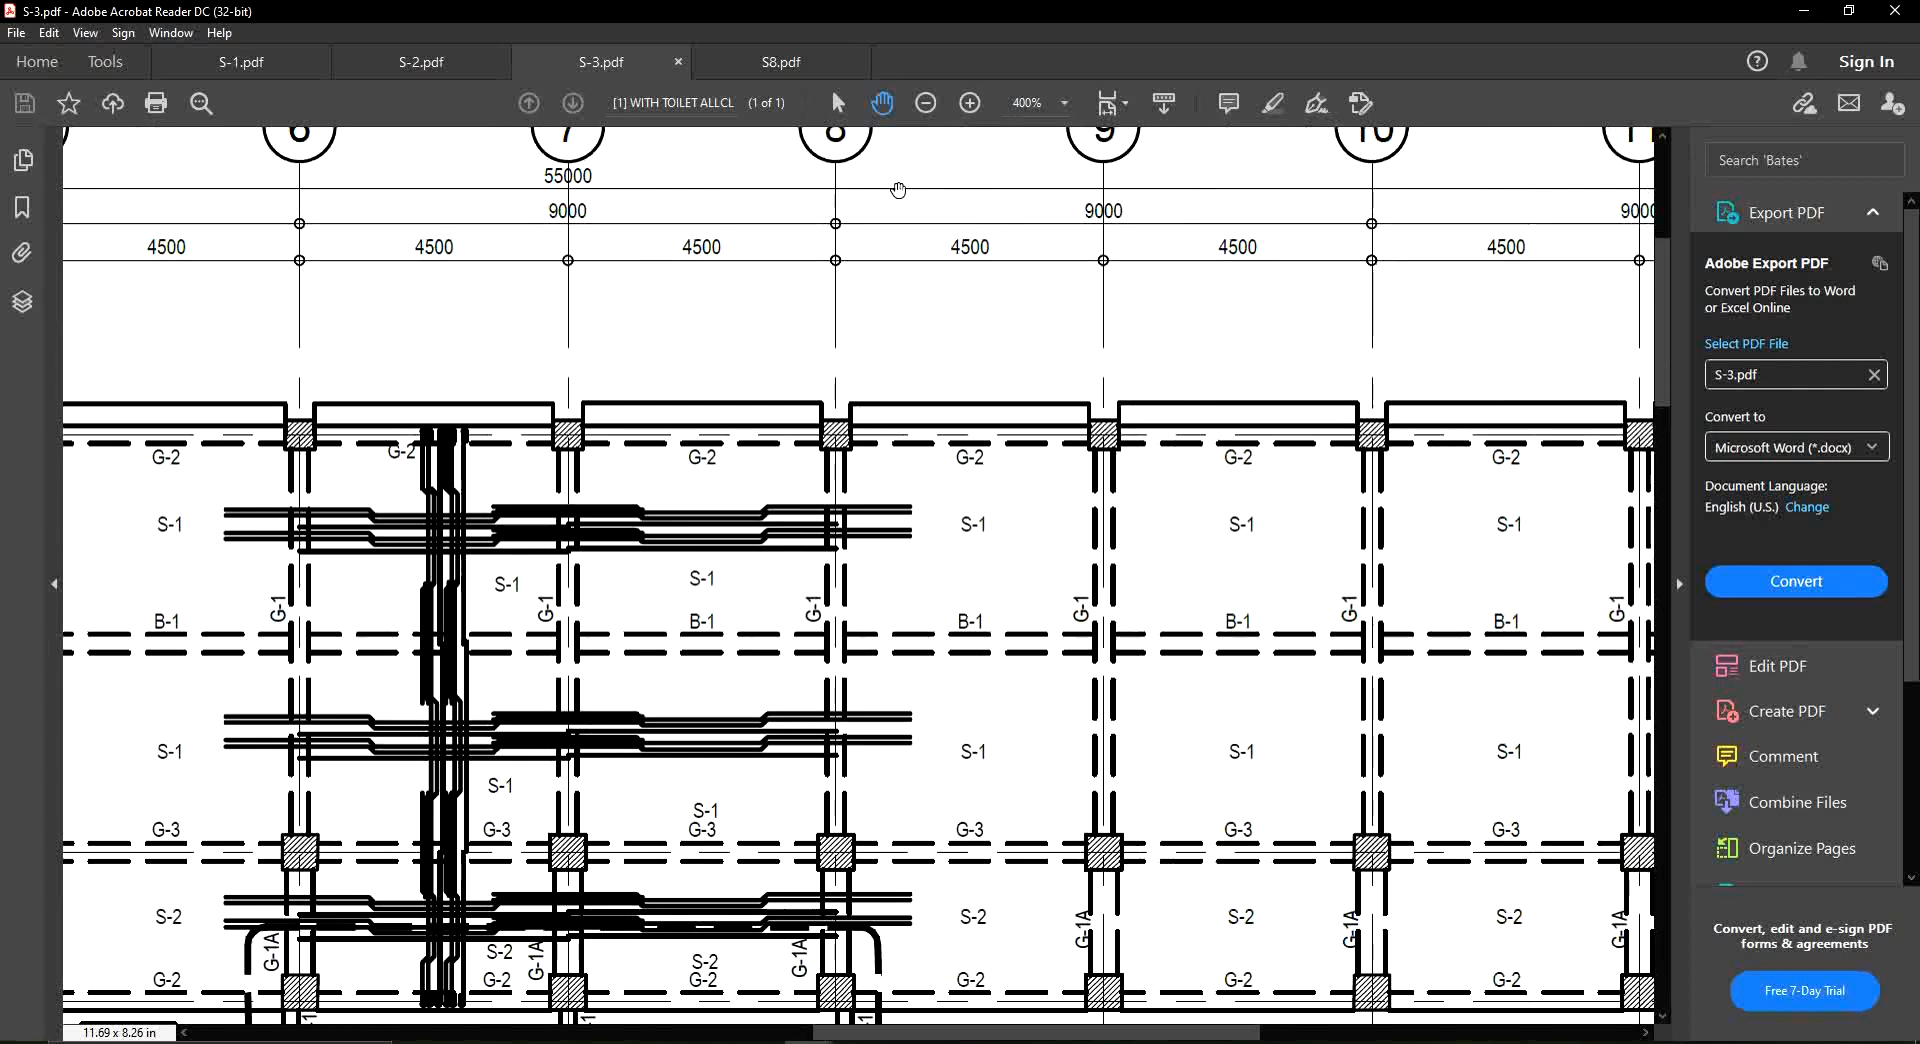 S-3.pdf - Adobe Acrobat Reader DC (32-bit)
File Edit View Sign Window Help
Home Tools S-1.pdf S-2.pdf S-3.pdf × S8.pdf Sign In
[1] WITH TOILET ALLCL (1 of 1) 400%
6 7 8 9 10 11
55000
9000 9000 9000
4500 4500 4500 4500 4500 4500
G-2 G-2 G-2 G-2 G-2 G-2
S-1 S-1 S-1 S-1
S-1 S-1
G-1 G-1 G-1 G-1 G-1 G-1
B-1 B-1 B-1 B-1 B-1
S-1 S-1 S-1 S-1
S-1 S-1
G-3 G-3 G-3 G-3 G-3 G-3
S-2 S-2 S-2 S-2
G-1A G-1A G-1A G-1A G-1A G-1A
S-2 S-2
G-2 G-2 G-2 G-2 G-2 G-2
11.69 x 8.26 in
Search 'Bates'
Export PDF
Adobe Export PDF
Convert PDF Files to Word
or Excel Online
Select PDF File
S-3.pdf
Convert to
Microsoft Word (*.docx)
Document Language:
English (U.S.) Change
Convert
Edit PDF
Create PDF
Comment
Combine Files
Organize Pages
Convert, edit and e-sign PDF
forms & agreements
Free 7-Day Trial